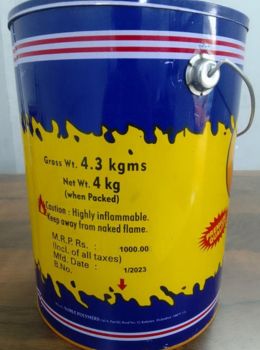 Gross Wt. 4.3 kgms
Net Wt. 4 kg
(when Packed)
Caution - Highly inflammable.
Keep away from naked flame.
M.R.P. Rs. : 1000.00
(Incl. of all taxes)
Mfd. Date : 1/2023
B.No.